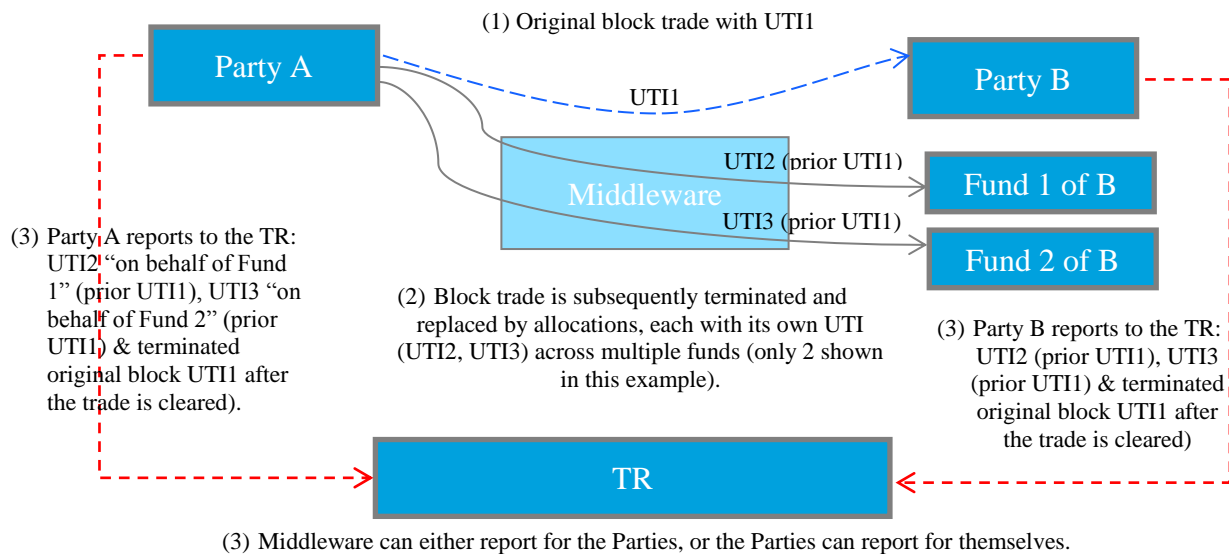 (1) Original block trade with UTI1
Party A
Party B
UTI1
UTI2 (prior UTI1)
Middleware
Fund 1 of B
UTI3 (prior UTI1)
Fund 2 of B
(3) Party A reports to the TR:
UTI2 “on behalf of Fund
1” (prior UTI1), UTI3 “on
behalf of Fund 2” (prior
UTI1) & terminated
original block UTI1 after
the trade is cleared).
(2) Block trade is subsequently terminated and
replaced by allocations, each with its own UTI
(UTI2, UTI3) across multiple funds (only 2 shown
in this example).
(3) Party B reports to the TR:
UTI2 (prior UTI1), UTI3
(prior UTI1) & terminated
original block UTI1 after
the trade is cleared)
TR
(3) Middleware can either report for the Parties, or the Parties can report for themselves.